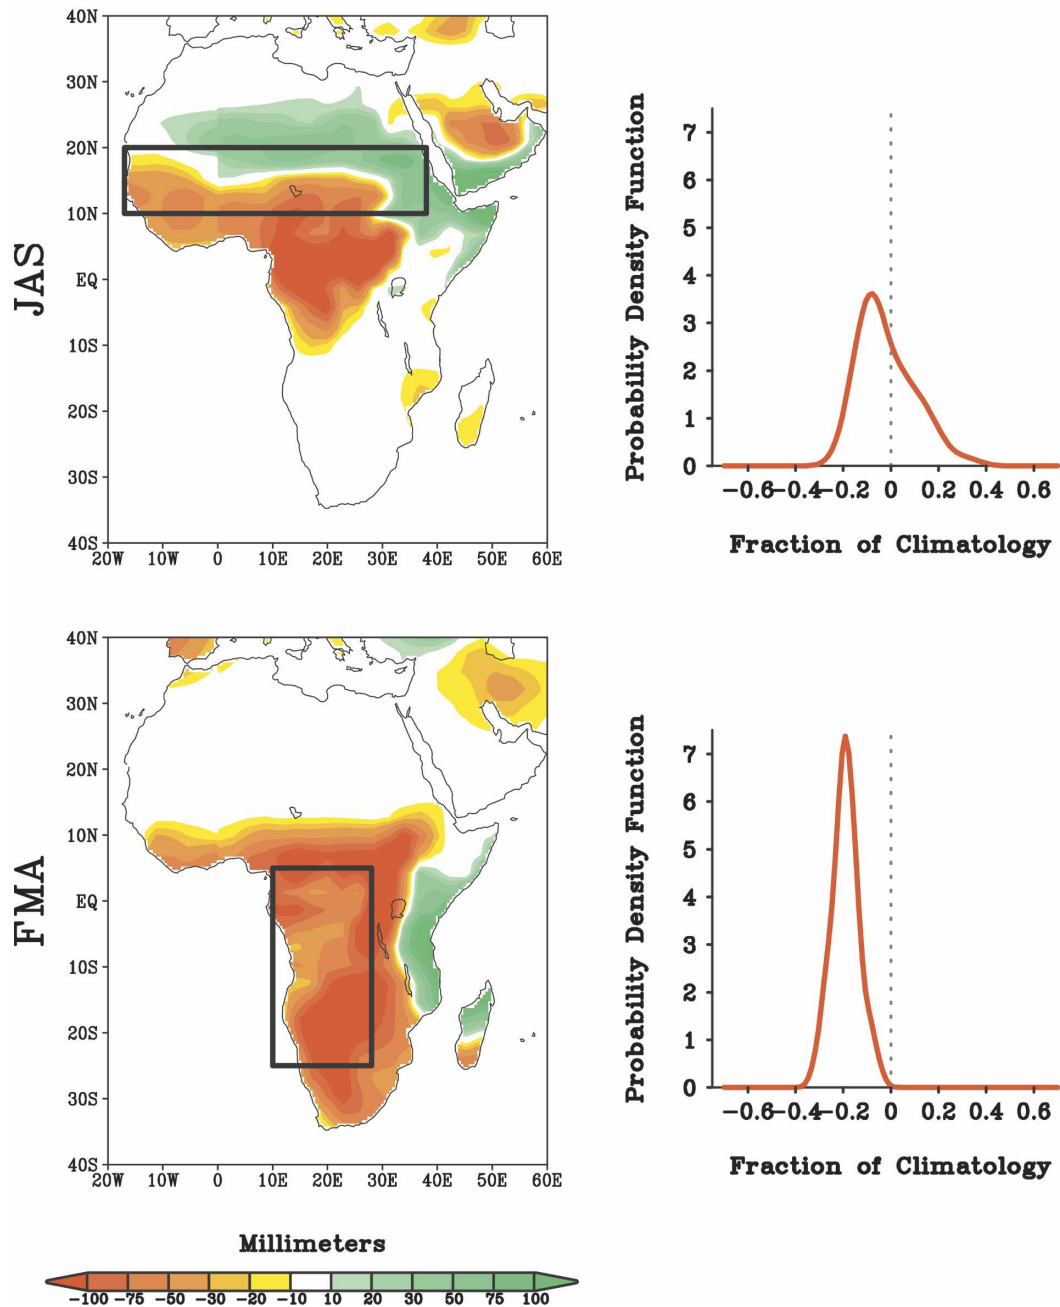 JAS
40N
30N
20N
10N
EQ
10S
20S
30S
40S
20W 10W 0 10E 20E 30E 40E 50E 60E
Probability Density Function
7
6
5
4
3
2
1
0
-0.6 -0.4 -0.2 0 0.2 0.4 0.6
Fraction of Climatology
FMA
40N
30N
20N
10N
EQ
10S
20S
30S
40S
20W 10W 0 10E 20E 30E 40E 50E 60E
Probability Density Function
7
6
5
4
3
2
1
0
-0.6 -0.4 -0.2 0 0.2 0.4 0.6
Fraction of Climatology
Millimeters
-100 -75 -50 -30 -20 -10 10 20 30 50 75 100